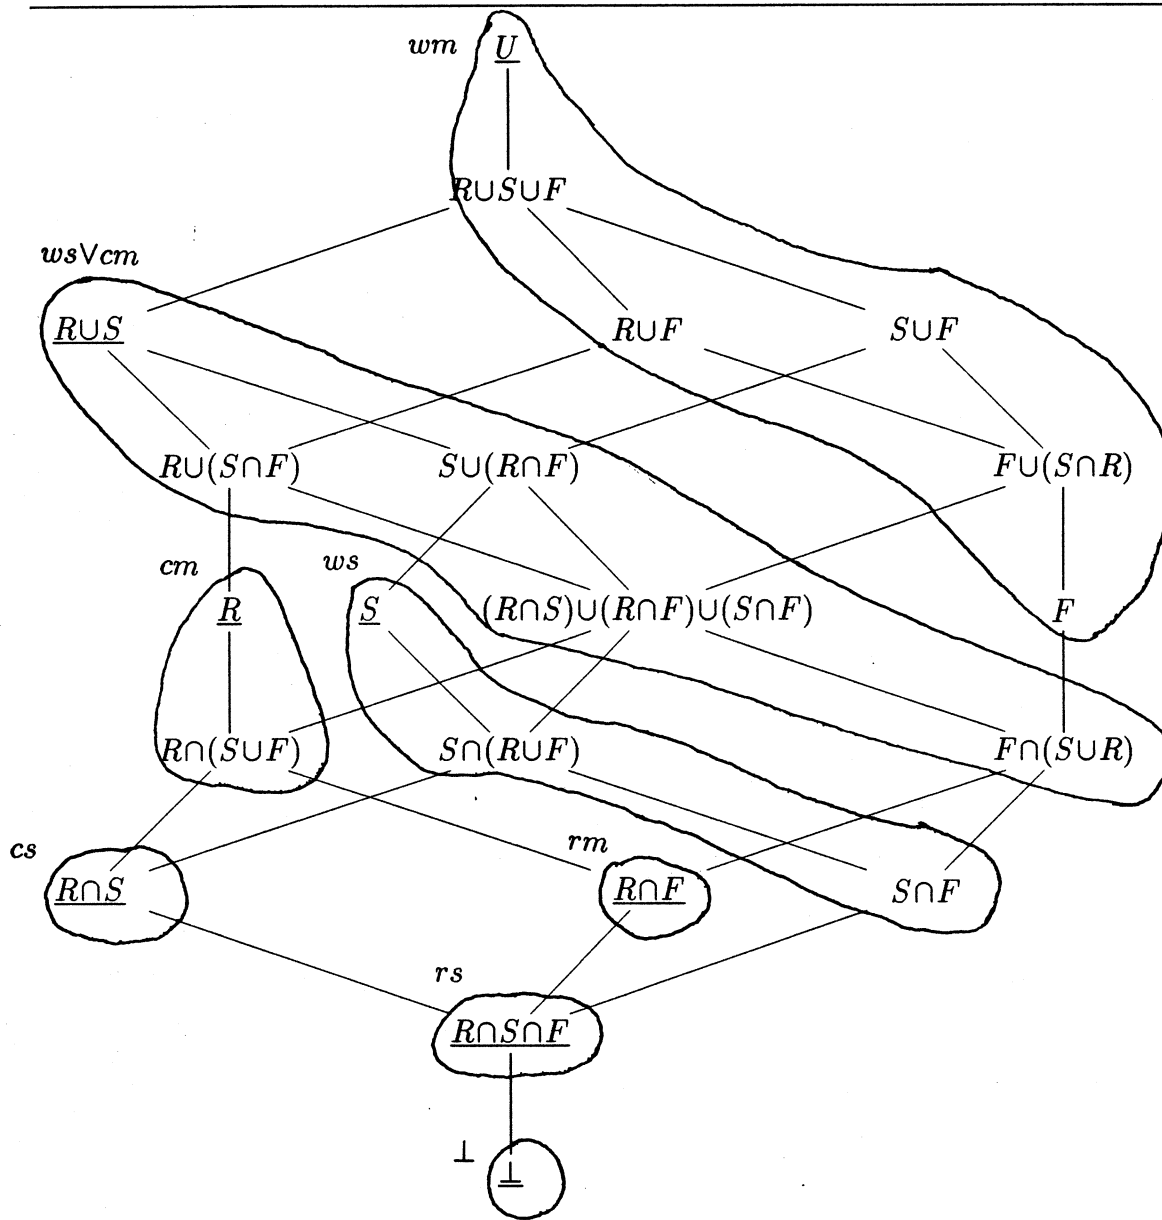 wm U
R∪S∪F
ws∨cm
R∪S R∪F S∪F
R∪(S∩F) S∪(R∩F) F∪(S∩R)
cm ws
R S (R∩S)∪(R∩F)∪(S∩F) F
R∩(S∪F) S∩(R∪F) F∩(S∪R)
cs rm
R∩S R∩F S∩F
rs
R∩S∩F
⊥ ⊥